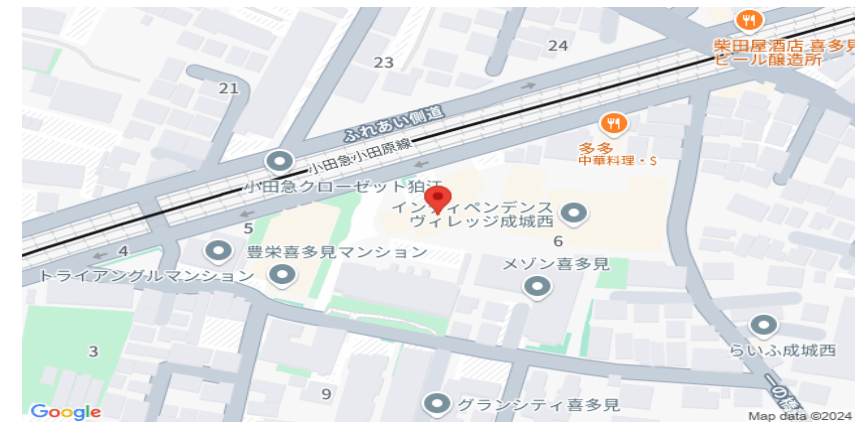 24
柴田屋酒店 喜多見
ビール醸造所
23
21
ふれあい側道
多多
中華料理・S
小田急小田原線
小田急クローゼット狛江
インディペンデンス
ヴィレッジ成城西
5
4
豊栄喜多見マンション
6
トライアングルマンション
メゾン喜多見
3
らいふ成城西
9
グランシティ喜多見
一の橋
Google
Map data ©2024